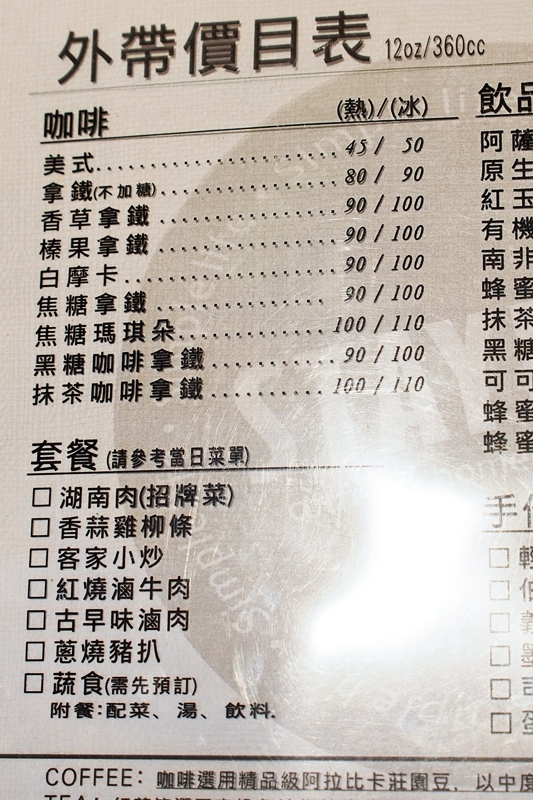 外帶價目表 12oz/360cc
咖啡 (熱)/(冰)
美式 45 / 50
拿鐵(不加糖) 80 / 90
香草拿鐵 90 / 100
榛果拿鐵 90 / 100
白摩卡 90 / 100
焦糖拿鐵 90 / 100
焦糖瑪琪朵 100 / 110
黑糖咖啡拿鐵 90 / 100
抹茶咖啡拿鐵 100 / 110
套餐 (請參考當日菜單)
□ 湖南肉(招牌菜)
□ 香蒜雞柳條
□ 客家小炒
□ 紅燒滷牛肉
□ 古早味滷肉
□ 蔥燒豬扒
□ 蔬食(需先預訂)
附餐:配菜、湯、飲料.
飲品
阿薩
原生
紅玉
有機
南非
蜂蜜
抹茶
黑糖
可可
蜂蜜
蜂蜜
手
COFFEE: 咖啡選用精品級阿拉比卡莊園豆, 以中度